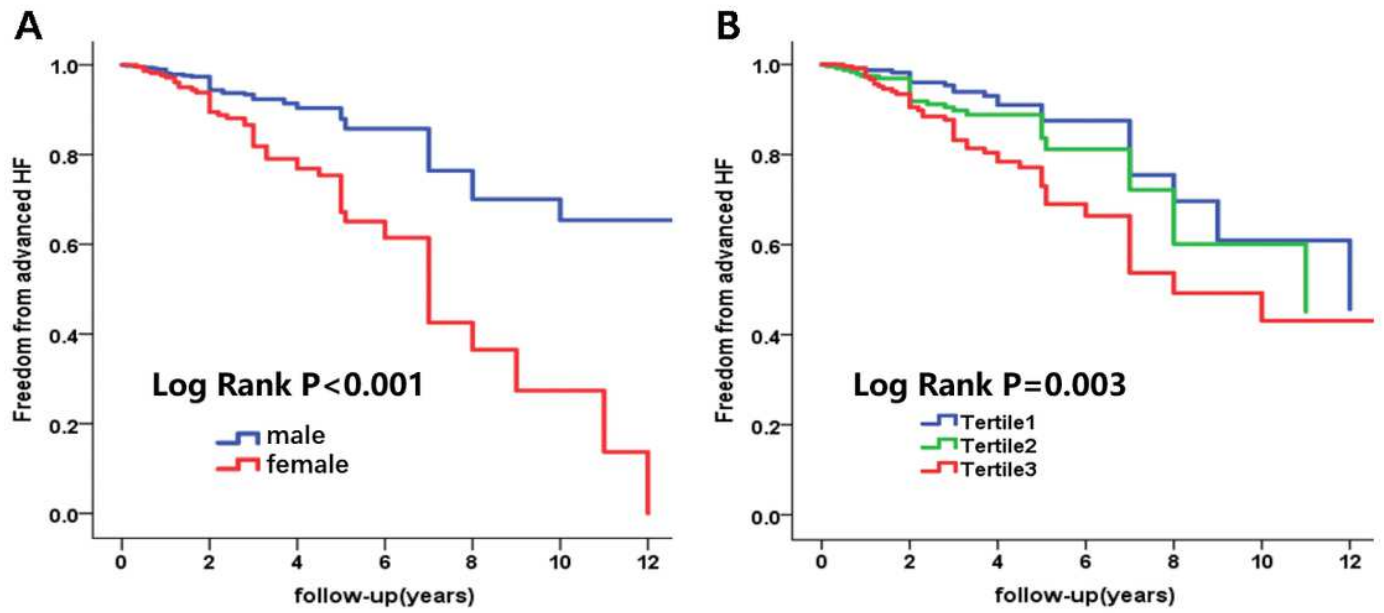 A
Freedom from advanced HF
1.0
0.8
0.6
0.4
0.2
0.0
Log Rank P<0.001
male
female
0 2 4 6 8 10 12
follow-up(years)
B
Freedom from advanced HF
1.0
0.8
0.6
0.4
0.2
0.0
Log Rank P=0.003
Tertile1
Tertile2
Tertile3
0 2 4 6 8 10 12
follow-up(years)